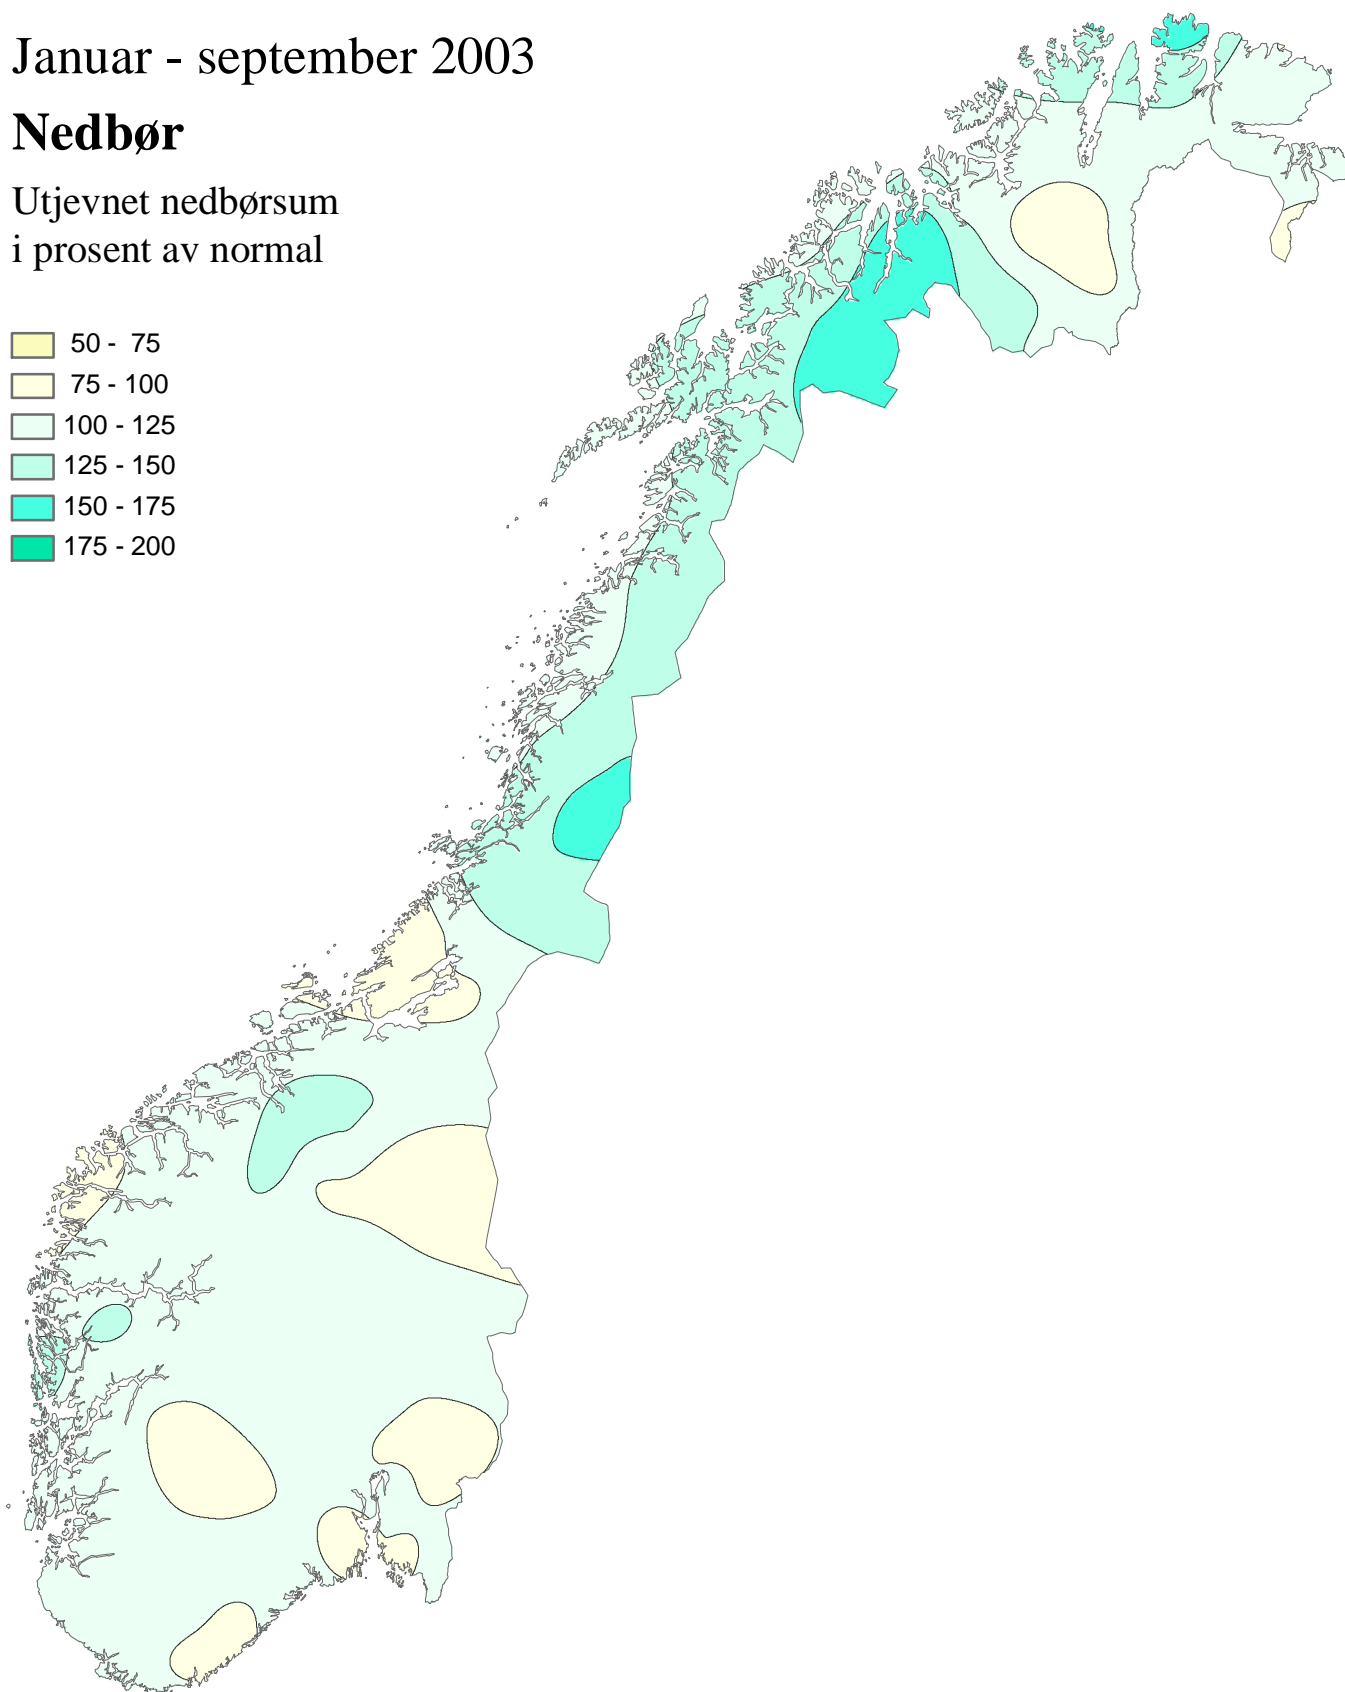 Januar - september 2003
Nedbør
Utjevnet nedbørsum
i prosent av normal
50 - 75
75 - 100
100 - 125
125 - 150
150 - 175
175 - 200